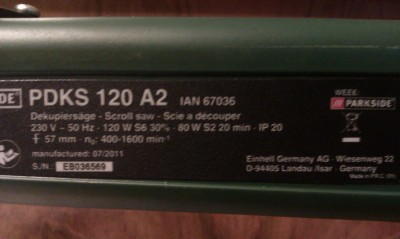 IDE PDKS 120 A2 IAN 67036
Dekupiersäge - Scroll saw - Scie à découper
230 V ~ 50 Hz · 120 W S6 30% · 80 W S2 20 min · IP 20
57 mm · n₀: 400-1600 min⁻¹
manufactured: 07/2011
S./N.: EB036569
WEEE:
PARKSIDE
Einhell Germany AG · Wiesenweg 22
D-94405 Landau /Isar · Germany
Made in P.R.C.